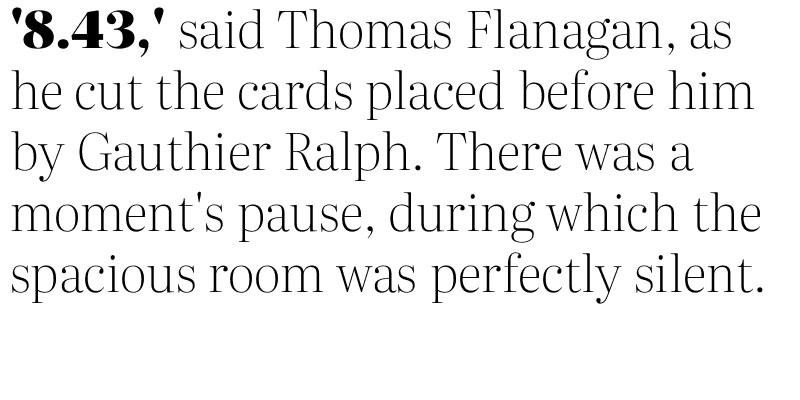 '8.43,' said Thomas Flanagan, as
he cut the cards placed before him
by Gauthier Ralph. There was a
moment's pause, during which the
spacious room was perfectly silent.